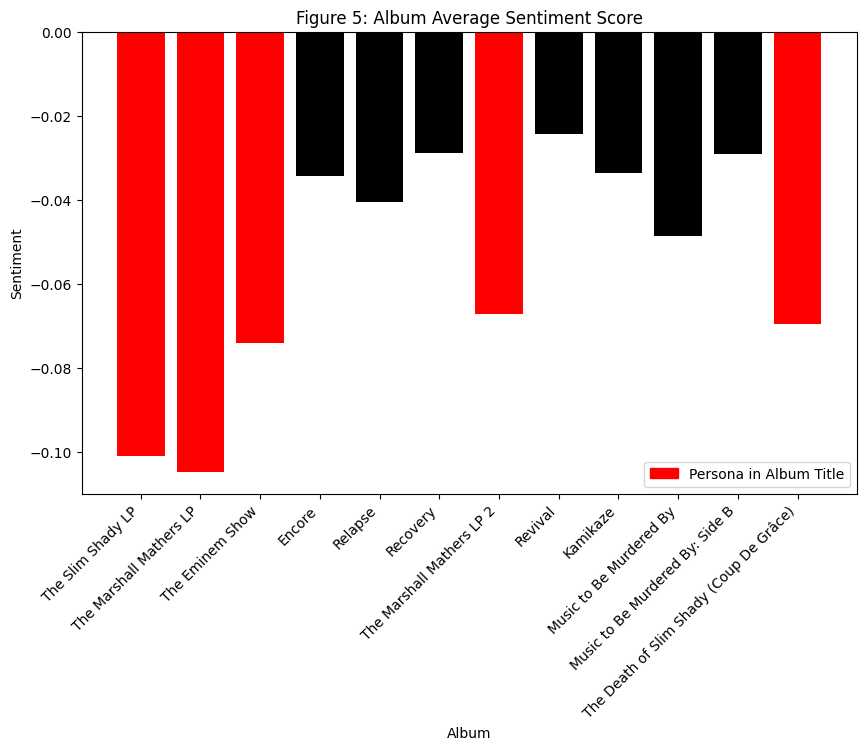 Figure 5: Album Average Sentiment Score
0.00
−0.02
−0.04
−0.06
−0.08
−0.10
Sentiment
Persona in Album Title
The Slim Shady LP
The Marshall Mathers LP
The Eminem Show
Encore
Relapse
Recovery
The Marshall Mathers LP 2
Revival
Kamikaze
Music to Be Murdered By
Music to Be Murdered By: Side B
The Death of Slim Shady (Coup De Grâce)
Album